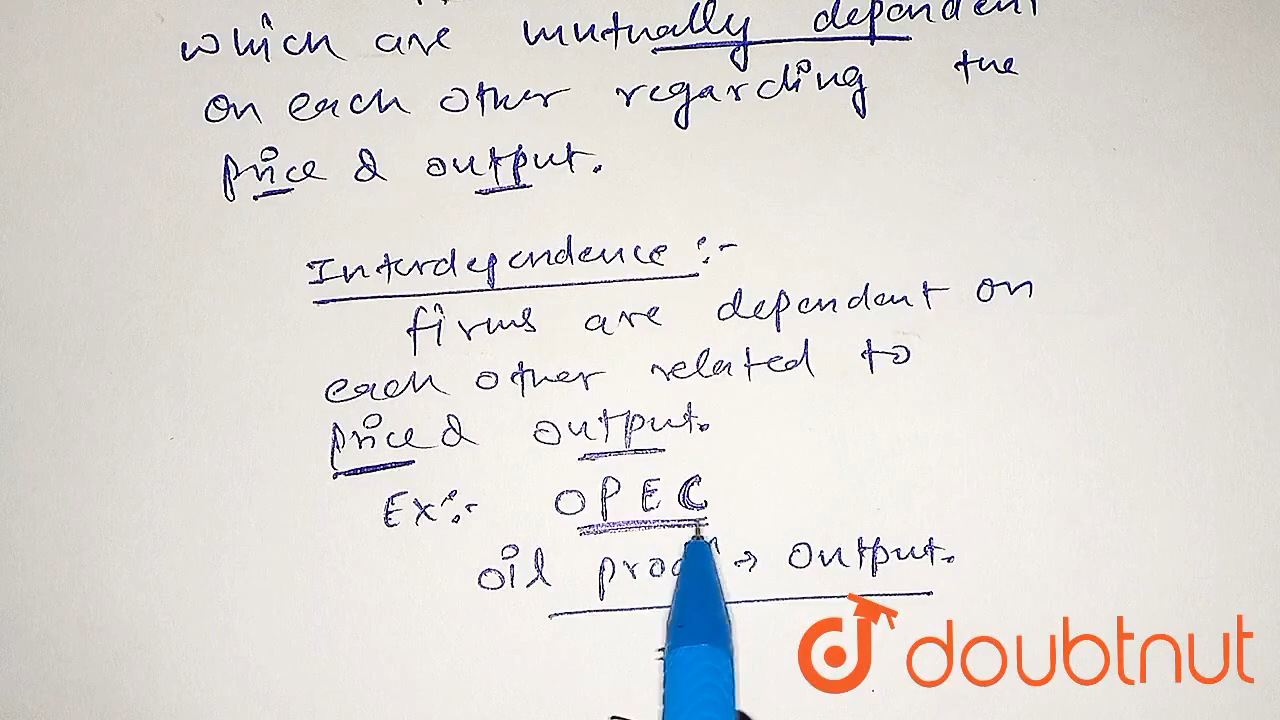 which are mutually dependent
on each other regarding the
price & output.
Interdependence :-
firms are dependent on
each other related to
price & output.
Ex:- OPEC
oil → output.
doubtnut